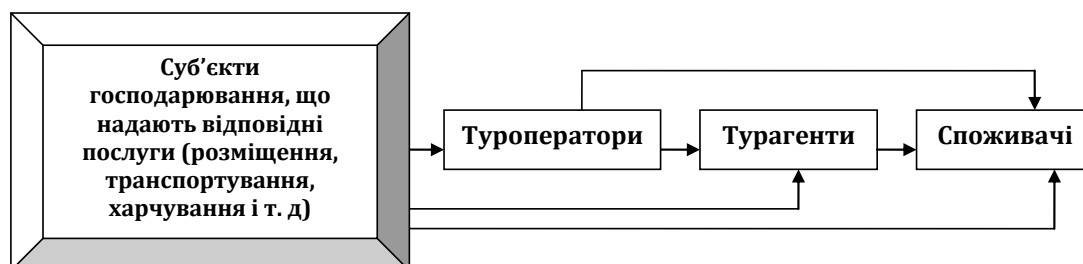 Суб’єкти
господарювання, що
надають відповідні
послуги (розміщення,
транспортування,
харчування і т. д)
Туроператори
Турагенти
Споживачі